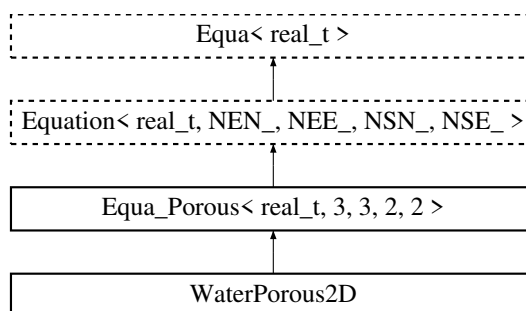 Equa< real_t >
Equation< real_t, NEN_, NEE_, NSN_, NSE_ >
Equa_Porous< real_t, 3, 3, 2, 2 >
WaterPorous2D